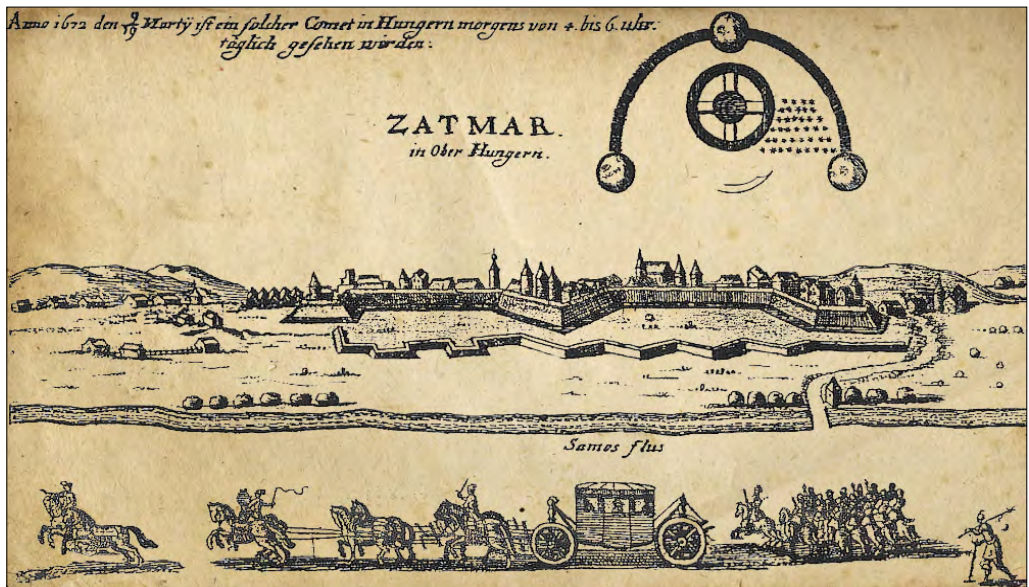 Anno 1672 den 9/19 Martÿ ist ein solcher Comet in Hungern morgens von 4. bis 6. uhr.
täglich gesehen worden:
ZATMAR.
in Ober Hungern.
Samos flus